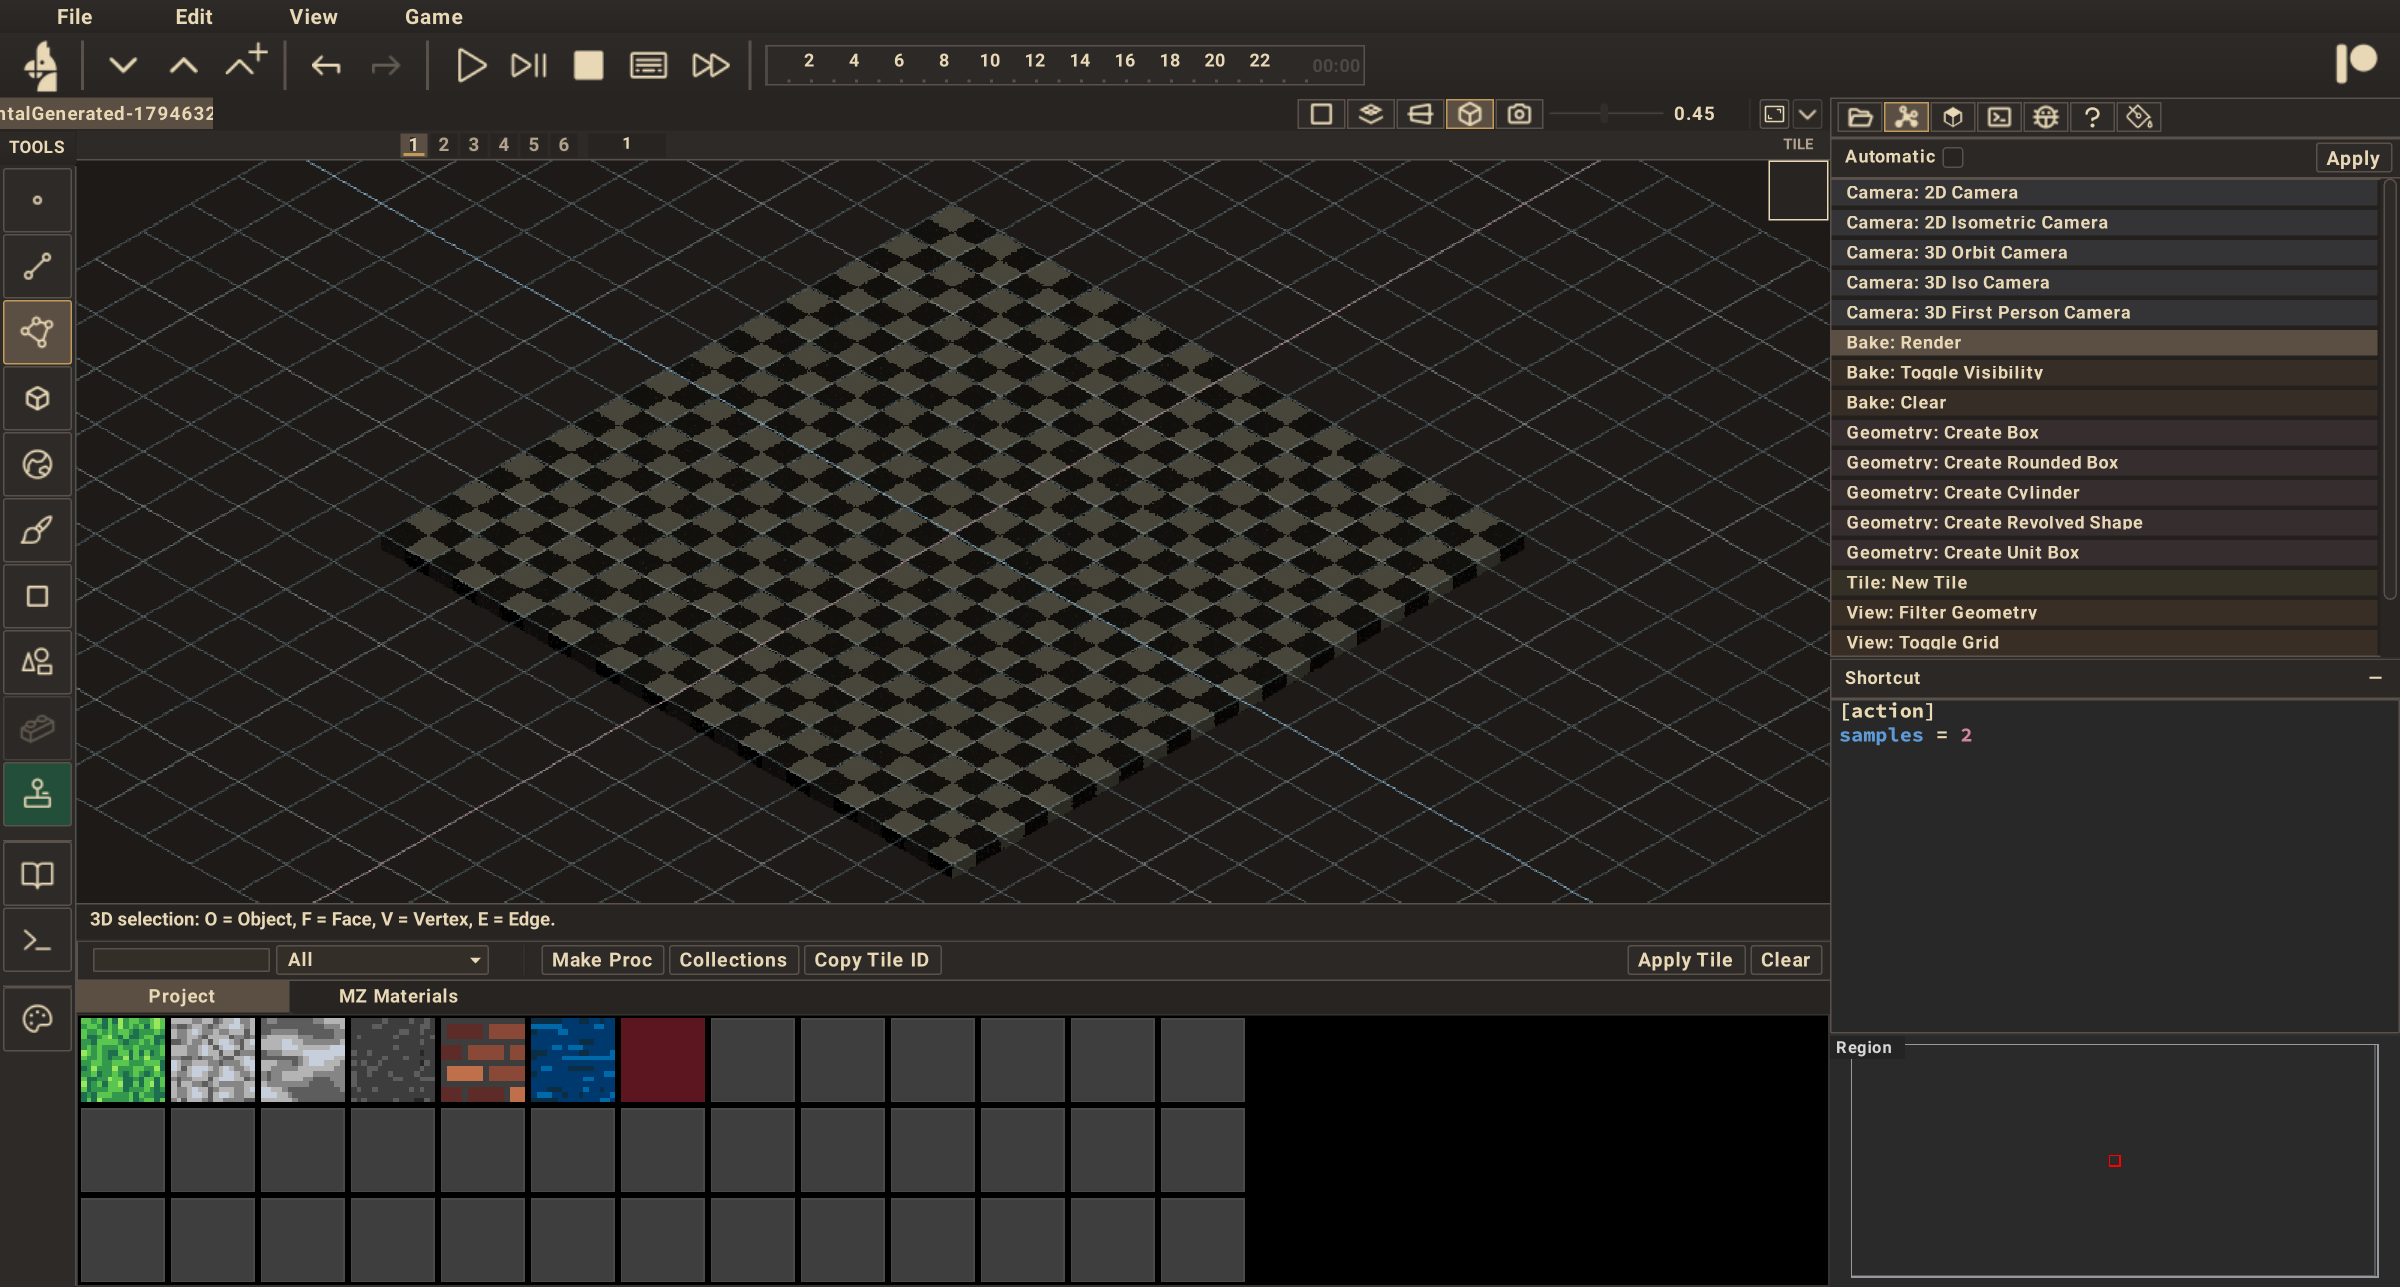 File Edit View Game
2 4 6 8 10 12 14 16 18 20 22 00:00
ntalGenerated-1794632
0.45
TOOLS
1 2 3 4 5 6 1
TILE
Automatic Apply
Camera: 2D Camera
Camera: 2D Isometric Camera
Camera: 3D Orbit Camera
Camera: 3D Iso Camera
Camera: 3D First Person Camera
Bake: Render
Bake: Toggle Visibility
Bake: Clear
Geometry: Create Box
Geometry: Create Rounded Box
Geometry: Create Cylinder
Geometry: Create Revolved Shape
Geometry: Create Unit Box
Tile: New Tile
View: Filter Geometry
View: Toggle Grid
Shortcut
[action]
samples = 2
3D selection: O = Object, F = Face, V = Vertex, E = Edge.
All Make Proc Collections Copy Tile ID Apply Tile Clear
Project MZ Materials
Region